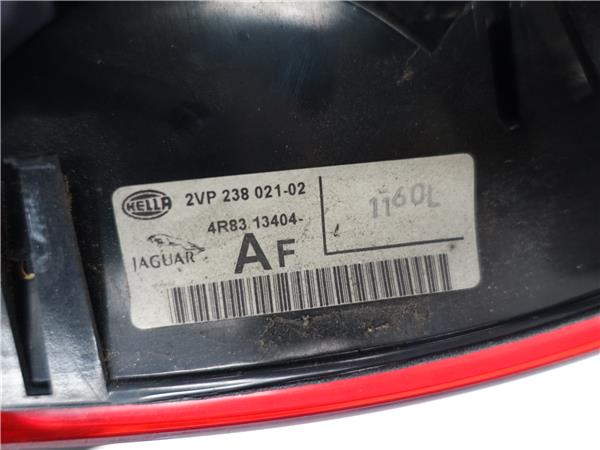 HELLA 2VP 238 021-02
4R83 13404-
JAGUAR AF
1160L